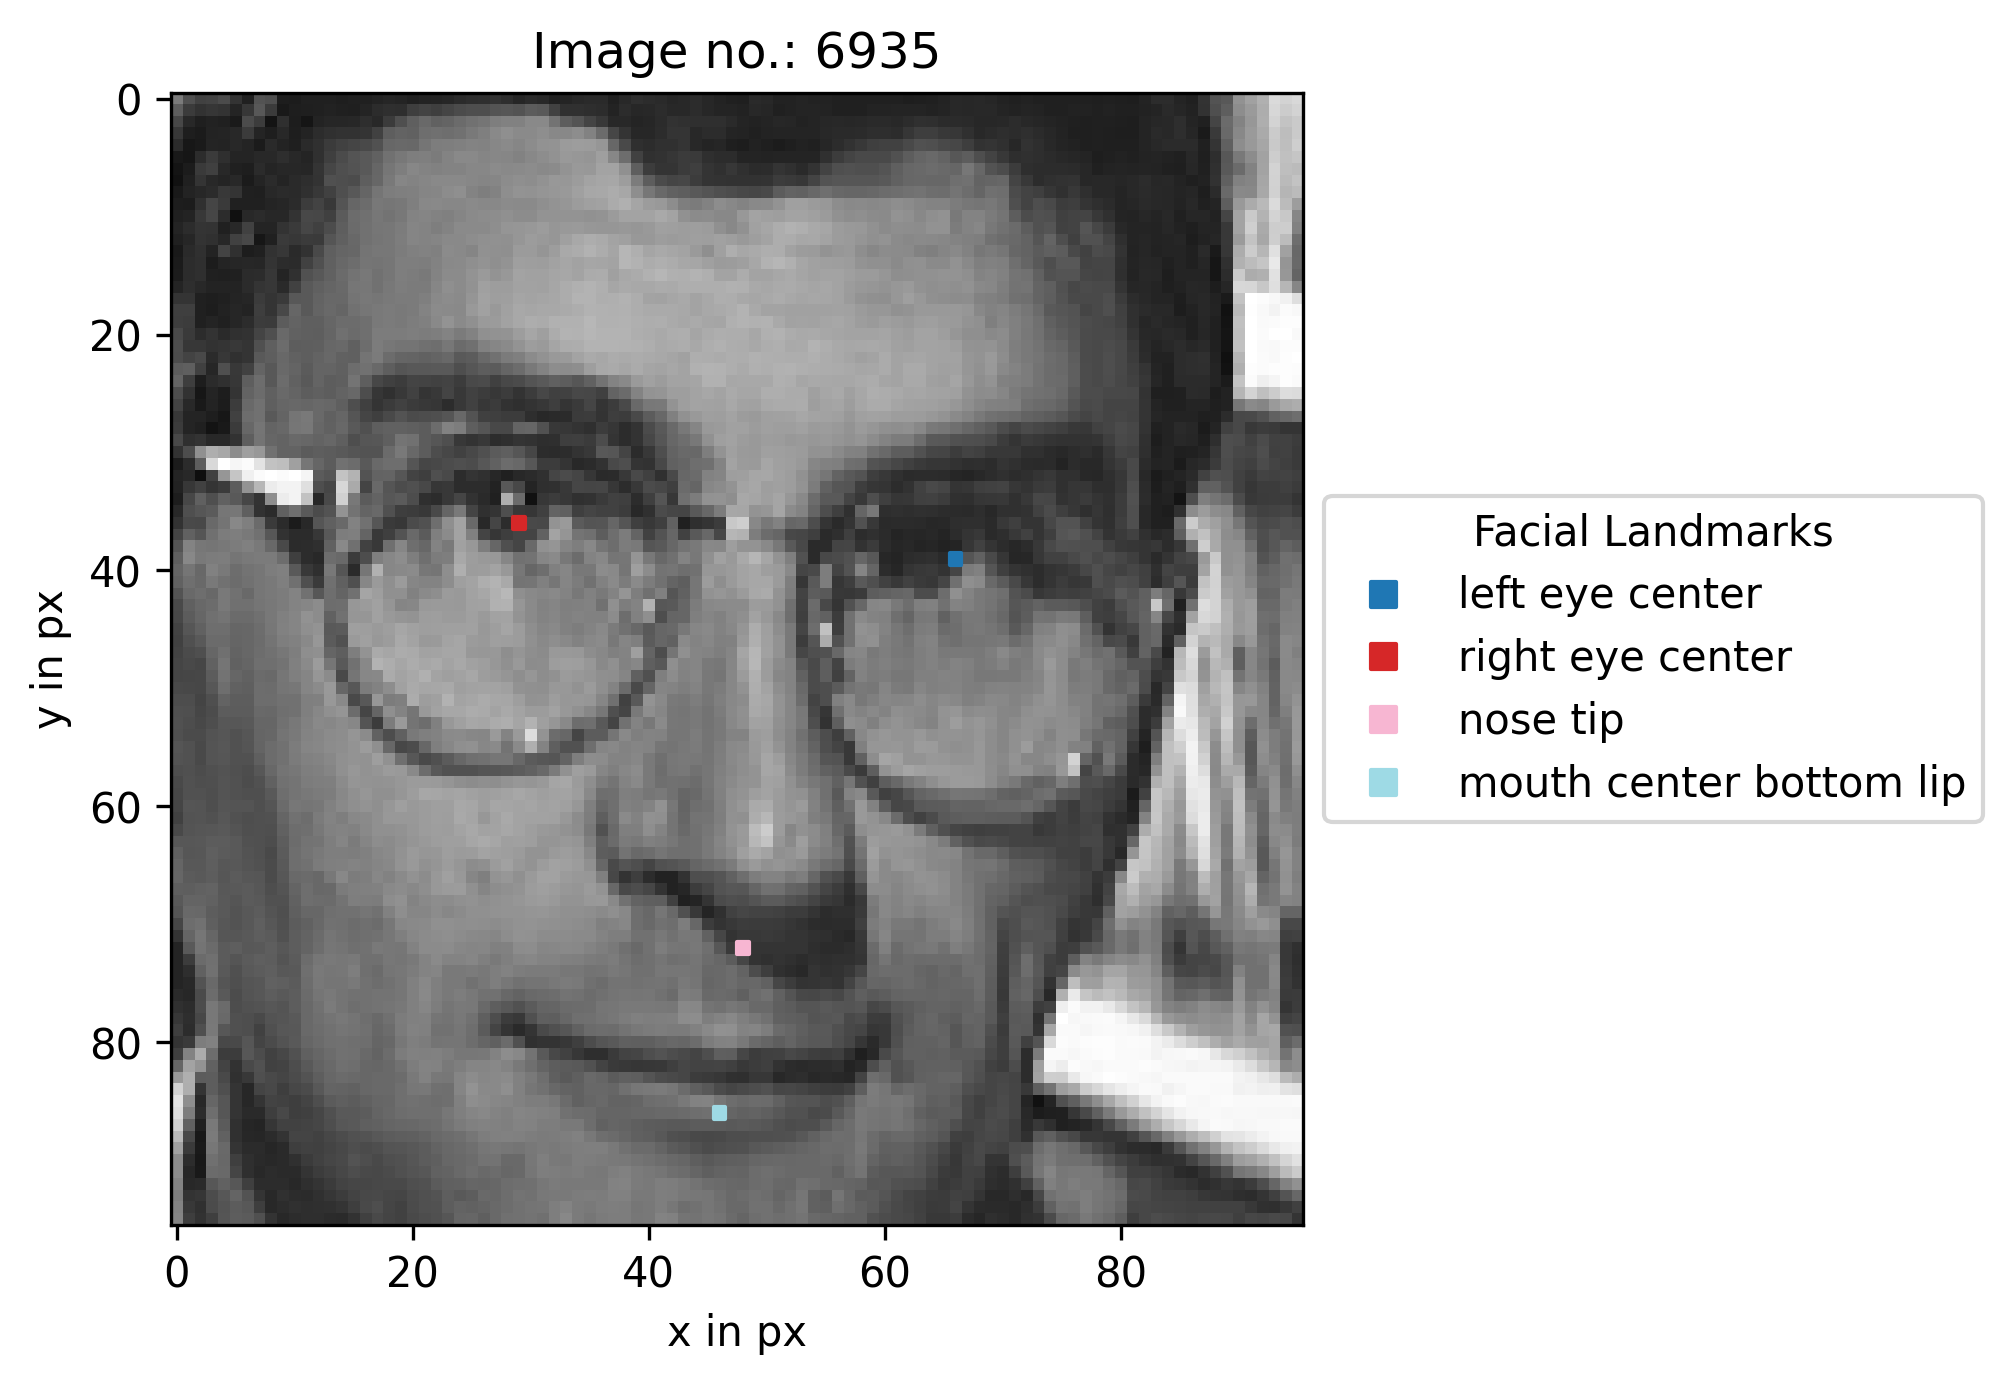 Image no.: 6935
0
20
40
60
80
y in px
0 20 40 60 80
x in px
Facial Landmarks
left eye center
right eye center
nose tip
mouth center bottom lip